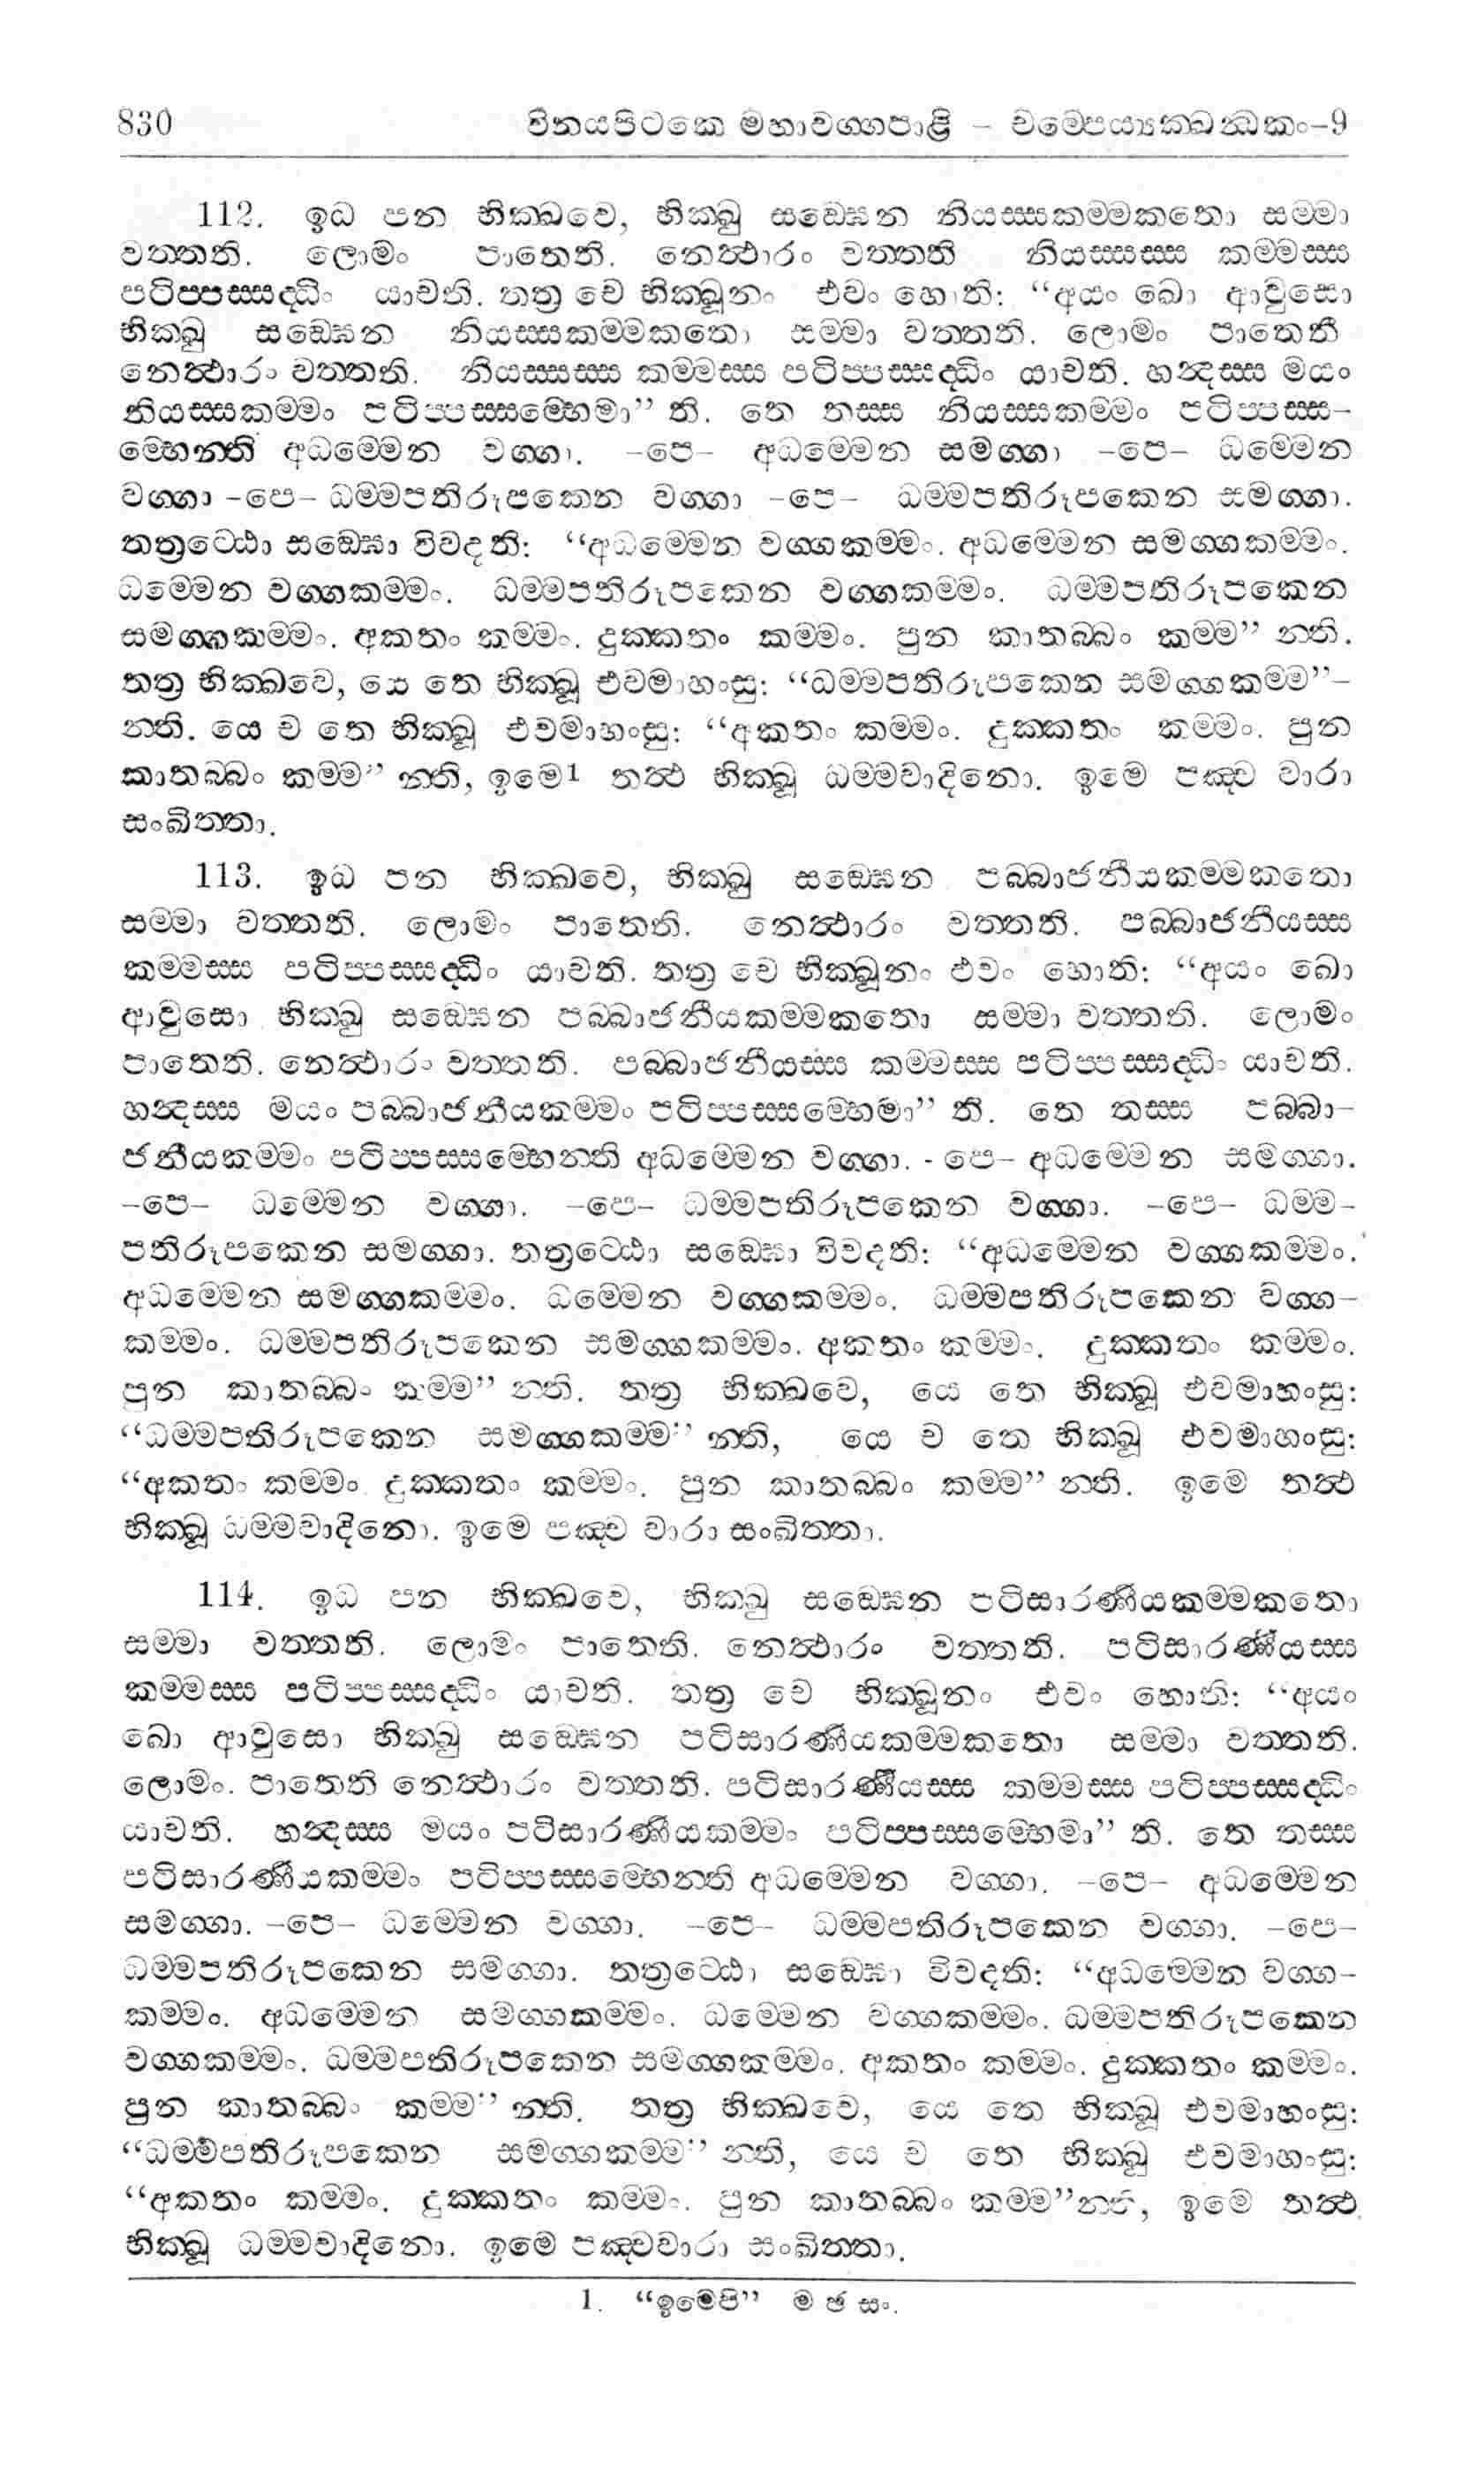 830 විනයපිටකෙ මහාවග්ගපාළි – චම්පෙය්‍යක්ඛන්ධකං-9
112. ඉධ පන භික්ඛවෙ, භික්ඛු සඞ්ඝෙන නියස්සකම්මකතො සම්මා
වත්තති. ලොමං පාතෙති. නෙත්ථාරං වත්තති නියස්සස්ස කම්මස්ස
පටිප්පස්සද්ධිං යාචති. තත්‍ර චෙ භික්ඛූනං එවං හොති: “අයං ඛො ආවුසො
භික්ඛු සඞ්ඝෙන නියස්සකම්මකතො සම්මා වත්තති. ලොමං පාතෙති
නෙත්ථාරං වත්තති. නියස්සස්ස කම්මස්ස පටිප්පස්සද්ධිං යාචති. හන්දස්ස මයං
නියස්සකම්මං පටිප්පස්සම්භෙමා” ති. තෙ තස්ස නියස්සකම්මං පටිප්පස්ස-
ම්භෙන්ති අධම්මෙන වග්ගා. -පෙ- අධම්මෙන සමග්ගා -පෙ- ධම්මෙන
වග්ගා -පෙ- ධම්මපතිරූපකෙන වග්ගා -පෙ- ධම්මපතිරූපකෙන සමග්ගා.
තත්‍රට්ඨො සඞ්ඝො විවදති: “අධම්මෙන වග්ගකම්මං. අධම්මෙන සමග්ගකම්මං.
ධම්මෙන වග්ගකම්මං. ධම්මපතිරූපකෙන වග්ගකම්මං. ධම්මපතිරූපකෙන
සමග්ගකම්මං. අකතං කම්මං. දුක්කතං කම්මං. පුන කාතබ්බං කම්ම” න්ති.
තත්‍ර භික්ඛවෙ, යෙ තෙ භික්ඛූ එවමාහංසු: “ධම්මපතිරූපකෙන සමග්ගකම්ම”-
න්ති. යෙ ච තෙ භික්ඛූ එවමාහංසු: “අකතං කම්මං. දුක්කතං කම්මං. පුන
කාතබ්බං කම්ම” න්ති, ඉමෙ1 තත්ථ භික්ඛූ ධම්මවාදිනො. ඉමෙ පඤ්ච වාරා
සංඛිත්තා.
113. ඉධ පන භික්ඛවෙ, භික්ඛු සඞ්ඝෙන පබ්බාජනීයකම්මකතො
සම්මා වත්තති. ලොමං පාතෙති. නෙත්ථාරං වත්තති. පබ්බාජනීයස්ස
කම්මස්ස පටිප්පස්සද්ධිං යාචති. තත්‍ර චෙ භික්ඛූනං එවං හොති: “අයං ඛො
ආවුසො භික්ඛු සඞ්ඝෙන පබ්බාජනීයකම්මකතො සම්මා වත්තති. ලොමං
පාතෙති. නෙත්ථාරං වත්තති. පබ්බාජනීයස්ස කම්මස්ස පටිප්පස්සද්ධිං යාචති.
හන්දස්ස මයං පබ්බාජනීයකම්මං පටිප්පස්සම්භෙමා” ති. තෙ තස්ස පබ්බා-
ජනීයකම්මං පටිප්පස්සම්භෙන්ති අධම්මෙන වග්ගා. - පෙ- අධම්මෙන සමග්ගා.
-පෙ- ධම්මෙන වග්ගා. -පෙ- ධම්මපතිරූපකෙන වග්ගා. -පෙ- ධම්ම-
පතිරූපකෙන සමග්ගා. තත්‍රට්ඨො සඞ්ඝො විවදති: “අධම්මෙන වග්ගකම්මං.
අධම්මෙන සමග්ගකම්මං. ධම්මෙන වග්ගකම්මං. ධම්මපතිරූපකෙන වග්ග-
කම්මං. ධම්මපතිරූපකෙන සමග්ගකම්මං. අකතං කම්මං. දුක්කතං කම්මං.
පුන කාතබ්බං කම්ම” න්ති. තත්‍ර භික්ඛවෙ, යෙ තෙ භික්ඛූ එවමාහංසු:
“ධම්මපතිරූපකෙන සමග්ගකම්ම” න්ති, යෙ ච තෙ භික්ඛූ එවමාහංසු:
“අකතං කම්මං. දුක්කතං කම්මං. පුන කාතබ්බං කම්ම” න්ති. ඉමෙ තත්ථ
භික්ඛූ ධම්මවාදිනො. ඉමෙ පඤ්ච වාරා සංඛිත්තා.
114. ඉධ පන භික්ඛවෙ, භික්ඛු සඞ්ඝෙන පටිසාරණීයකම්මකතො
සම්මා වත්තති. ලොමං පාතෙති. නෙත්ථාරං වත්තති. පටිසාරණීයස්ස
කම්මස්ස පටිප්පස්සද්ධිං යාචති. තත්‍ර චෙ භික්ඛූනං එවං හොති: “අයං
ඛො ආවුසො භික්ඛු සඞ්ඝෙන පටිසාරණීයකම්මකතො සම්මා වත්තති.
ලොමං. පාතෙති නෙත්ථාරං වත්තති. පටිසාරණීයස්ස කම්මස්ස පටිප්පස්සද්ධිං
යාචති. හන්දස්ස මයං පටිසාරණීයකම්මං පටිප්පස්සම්භෙමා” ති. තෙ තස්ස
පටිසාරණීයකම්මං පටිප්පස්සම්භෙන්ති අධම්මෙන වග්ගා. -පෙ- අධම්මෙන
සමග්ගා. -පෙ- ධම්මෙන වග්ගා. -පෙ- ධම්මපතිරූපකෙන වග්ගා. -පෙ-
ධම්මපතිරූපකෙන සමග්ගා. තත්‍රට්ඨො සඞ්ඝො විවදති: “අධම්මෙන වග්ග-
කම්මං. අධම්මෙන සමග්ගකම්මං. ධම්මෙන වග්ගකම්මං. ධම්මපතිරූපකෙන
වග්ගකම්මං. ධම්මපතිරූපකෙන සමග්ගකම්මං. අකතං කම්මං. දුක්කතං කම්මං.
පුන කාතබ්බං කම්ම” න්ති. තත්‍ර භික්ඛවෙ, යෙ තෙ භික්ඛූ එවමාහංසු:
“ධම්මපතිරූපකෙන සමග්ගකම්ම” න්ති, යෙ ච තෙ භික්ඛූ එවමාහංසු:
“අකතං කම්මං. දුක්කතං කම්මං. පුන කාතබ්බං කම්ම”න්ති, ඉමෙ තත්ථ
භික්ඛූ ධම්මවාදිනො. ඉමෙ පඤ්චවාරා සංඛිත්තා.
1. “ඉමෙපි” ම ඡ සං.